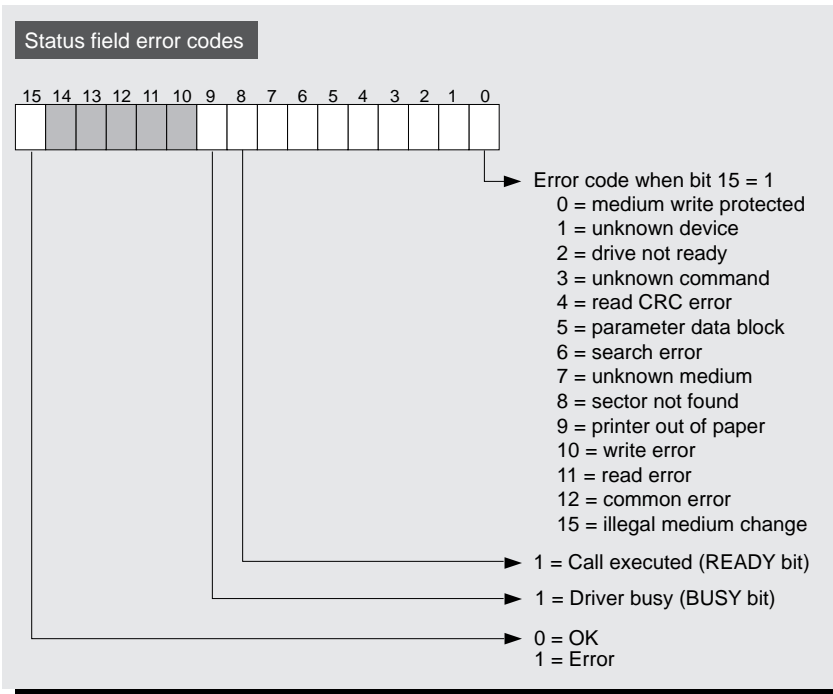 Status field error codes
15 14 13 12 11 10 9 8 7 6 5 4 3 2 1 0
Error code when bit 15 = 1
0 = medium write protected
1 = unknown device
2 = drive not ready
3 = unknown command
4 = read CRC error
5 = parameter data block
6 = search error
7 = unknown medium
8 = sector not found
9 = printer out of paper
10 = write error
11 = read error
12 = common error
15 = illegal medium change
1 = Call executed (READY bit)
1 = Driver busy (BUSY bit)
0 = OK
1 = Error